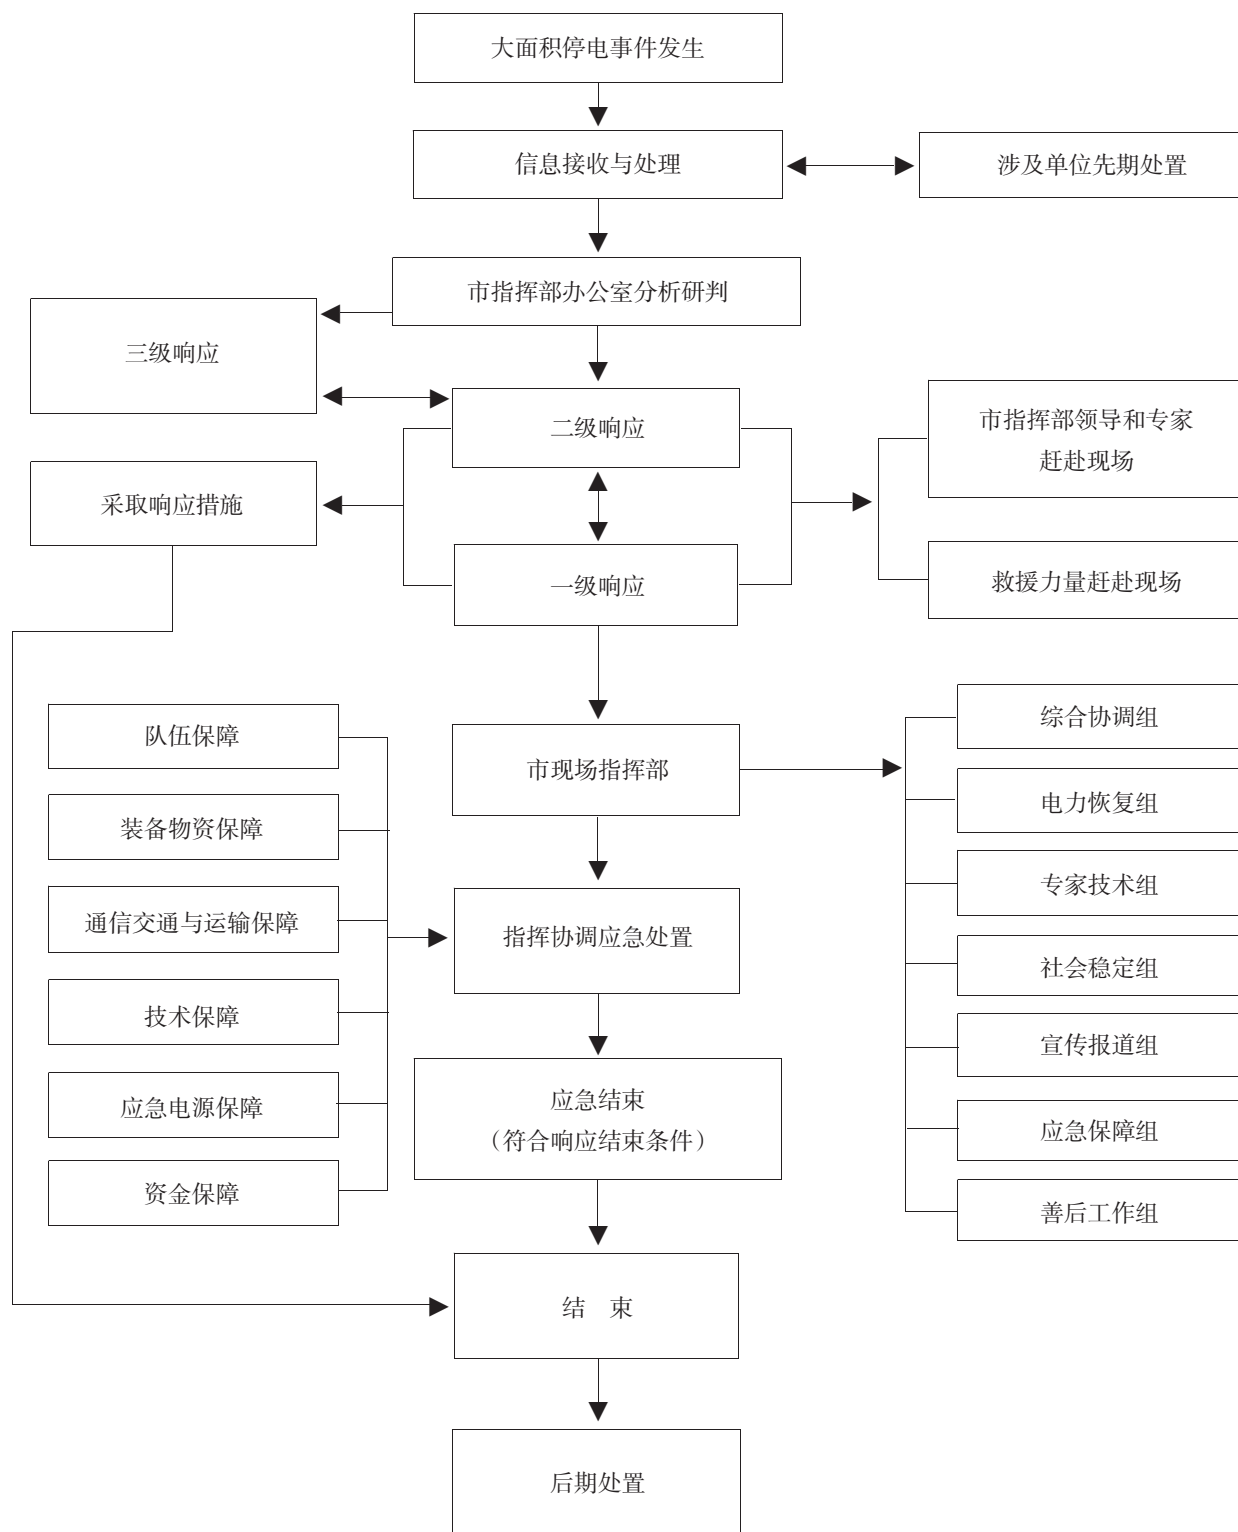 大面积停电事件发生
信息接收与处理
涉及单位先期处置
市指挥部办公室分析研判
三级响应
二级响应
市指挥部领导和专家
赶赴现场
采取响应措施
一级响应
救援力量赶赴现场
综合协调组
队伍保障
市现场指挥部
电力恢复组
装备物资保障
专家技术组
通信交通与运输保障
指挥协调应急处置
社会稳定组
技术保障
宣传报道组
应急电源保障
应急结束
（符合响应结束条件）
应急保障组
资金保障
善后工作组
结　束
后期处置